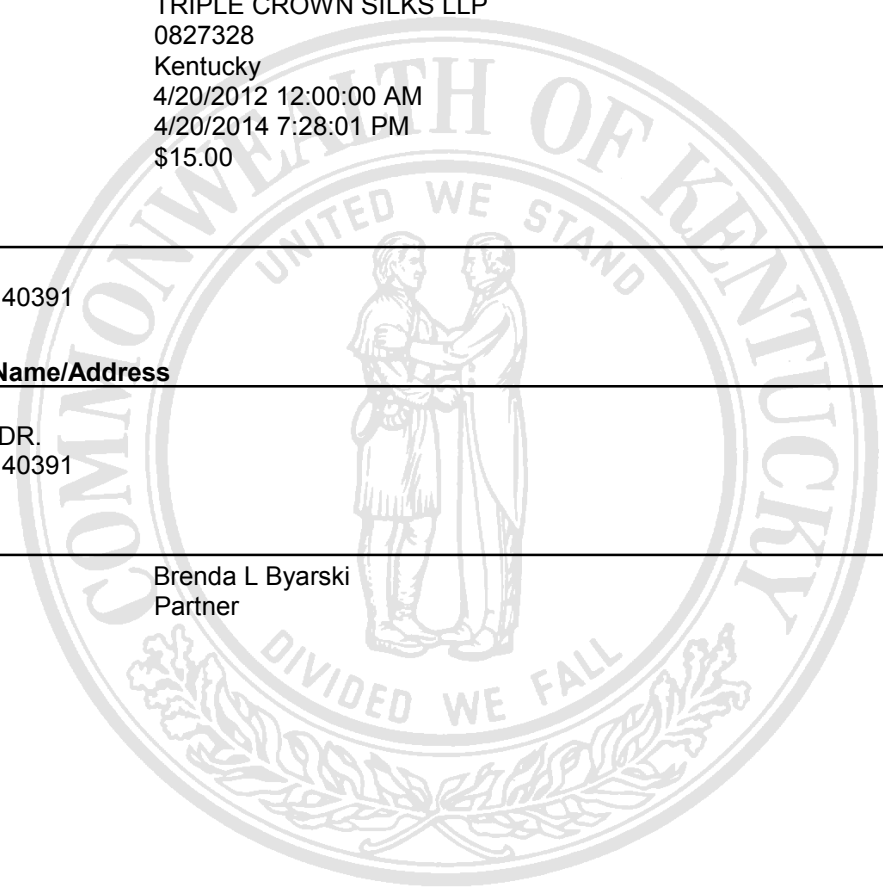 TRIPLE CROWN SILKS LLP
0827328
Kentucky
4/20/2012 12:00:00 AM
4/20/2014 7:28:01 PM
$15.00
40391
Name/Address
DR.
40391
Brenda L Byarski
Partner
COMMONWEALTH OF KENTUCKY
UNITED WE STAND
DIVIDED WE FALL